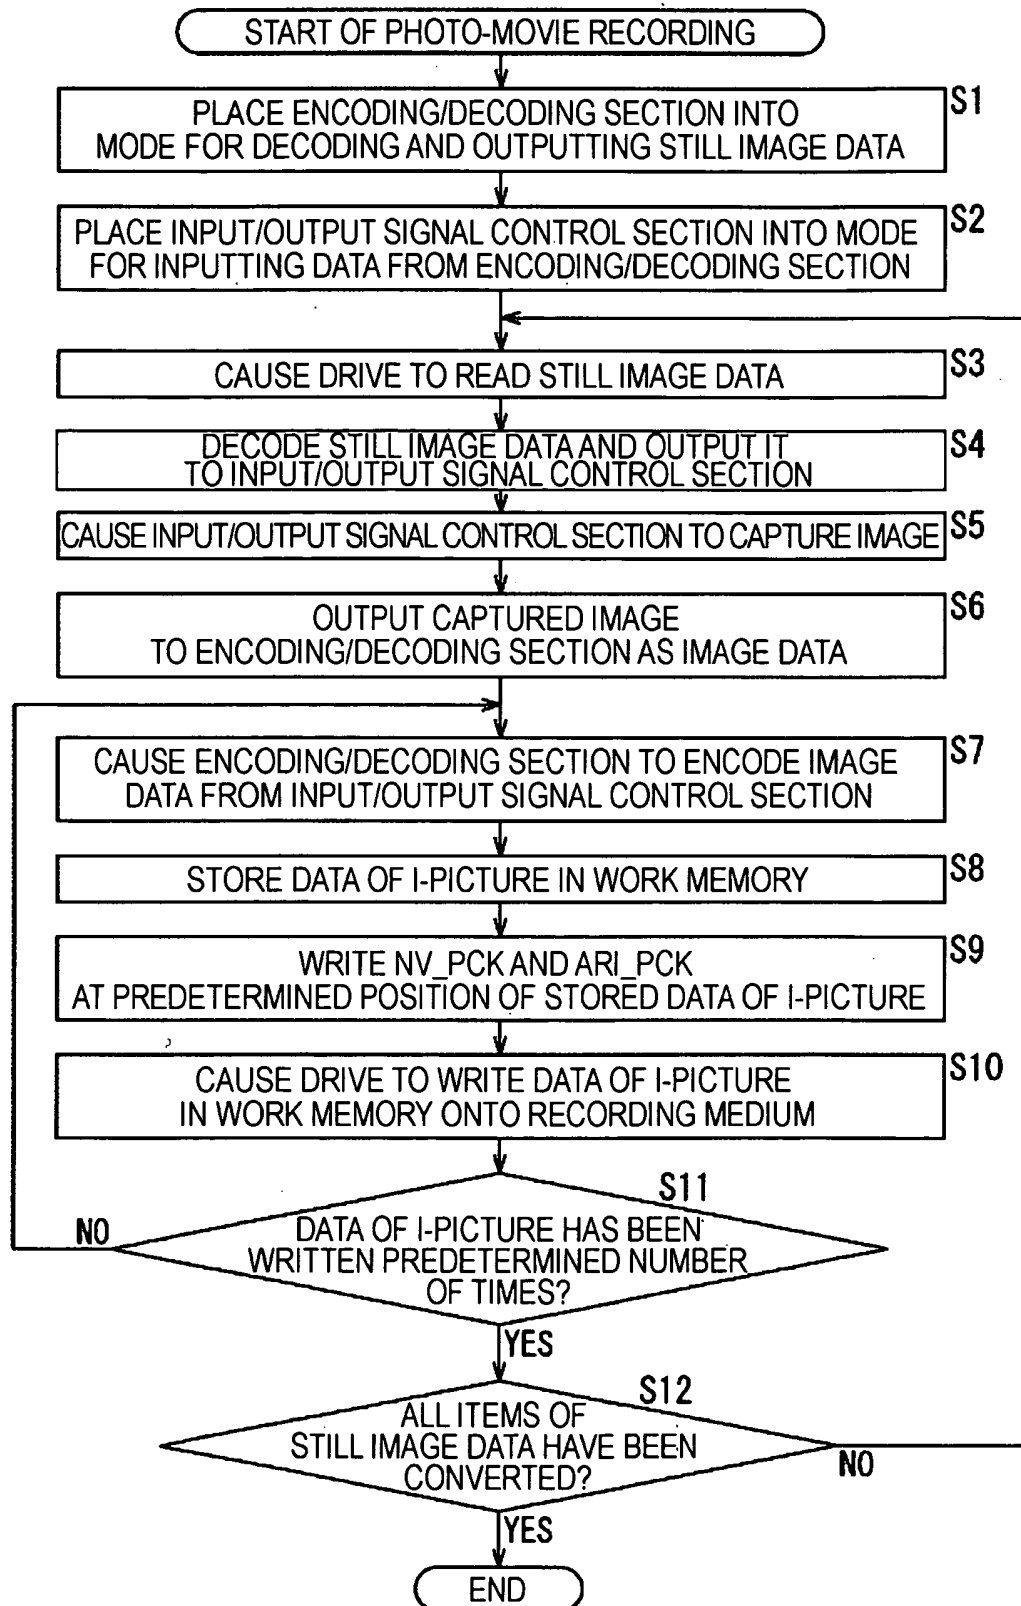 START OF PHOTO-MOVIE RECORDING
S1
PLACE ENCODING/DECODING SECTION INTO
MODE FOR DECODING AND OUTPUTTING STILL IMAGE DATA
S2
PLACE INPUT/OUTPUT SIGNAL CONTROL SECTION INTO MODE
FOR INPUTTING DATA FROM ENCODING/DECODING SECTION
S3
CAUSE DRIVE TO READ STILL IMAGE DATA
S4
DECODE STILL IMAGE DATA AND OUTPUT IT
TO INPUT/OUTPUT SIGNAL CONTROL SECTION
S5
CAUSE INPUT/OUTPUT SIGNAL CONTROL SECTION TO CAPTURE IMAGE
S6
OUTPUT CAPTURED IMAGE
TO ENCODING/DECODING SECTION AS IMAGE DATA
S7
CAUSE ENCODING/DECODING SECTION TO ENCODE IMAGE
DATA FROM INPUT/OUTPUT SIGNAL CONTROL SECTION
S8
STORE DATA OF I-PICTURE IN WORK MEMORY
S9
WRITE NV_PCK AND ARI_PCK
AT PREDETERMINED POSITION OF STORED DATA OF I-PICTURE
S10
CAUSE DRIVE TO WRITE DATA OF I-PICTURE
IN WORK MEMORY ONTO RECORDING MEDIUM
S11
NO
DATA OF I-PICTURE HAS BEEN
WRITTEN PREDETERMINED NUMBER
OF TIMES?
YES
S12
ALL ITEMS OF
STILL IMAGE DATA HAVE BEEN
CONVERTED?
NO
YES
END